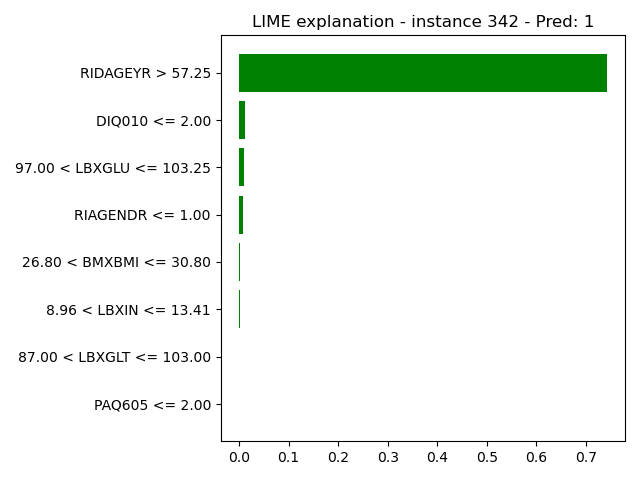 LIME explanation - instance 342 - Pred: 1
RIDAGEYR > 57.25
DIQ010 <= 2.00
97.00 < LBXGLU <= 103.25
RIAGENDR <= 1.00
26.80 < BMXBMI <= 30.80
8.96 < LBXIN <= 13.41
87.00 < LBXGLT <= 103.00
PAQ605 <= 2.00
0.0 0.1 0.2 0.3 0.4 0.5 0.6 0.7